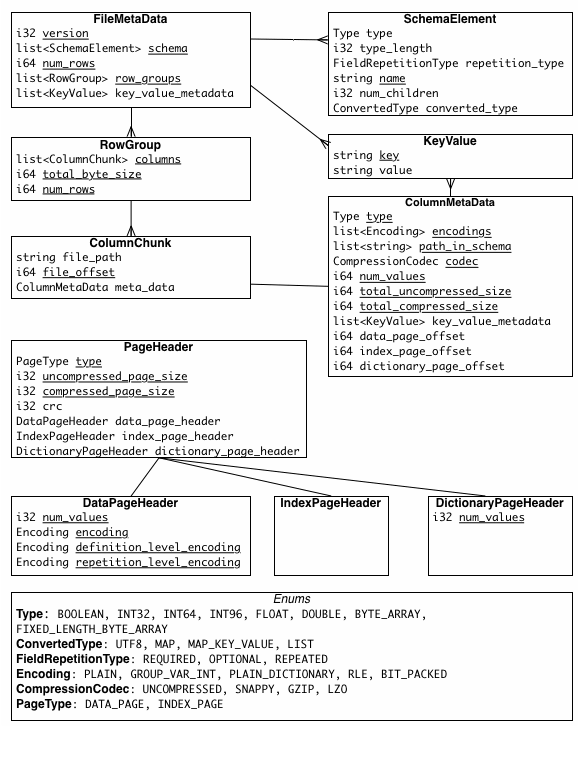 FileMetaData
i32 version
list<SchemaElement> schema
i64 num_rows
list<RowGroup> row_groups
list<KeyValue> key_value_metadata
SchemaElement
Type type
i32 type_length
FieldRepetitionType repetition_type
string name
i32 num_children
ConvertedType converted_type
RowGroup
list<ColumnChunk> columns
i64 total_byte_size
i64 num_rows
KeyValue
string key
string value
ColumnMetaData
Type type
list<Encoding> encodings
list<string> path_in_schema
CompressionCodec codec
i64 num_values
i64 total_uncompressed_size
i64 total_compressed_size
list<KeyValue> key_value_metadata
i64 data_page_offset
i64 index_page_offset
i64 dictionary_page_offset
ColumnChunk
string file_path
i64 file_offset
ColumnMetaData meta_data
PageHeader
PageType type
i32 uncompressed_page_size
i32 compressed_page_size
i32 crc
DataPageHeader data_page_header
IndexPageHeader index_page_header
DictionaryPageHeader dictionary_page_header
DataPageHeader
i32 num_values
Encoding encoding
Encoding definition_level_encoding
Encoding repetition_level_encoding
IndexPageHeader
DictionaryPageHeader
i32 num_values
Enums
Type: BOOLEAN, INT32, INT64, INT96, FLOAT, DOUBLE, BYTE_ARRAY,
FIXED_LENGTH_BYTE_ARRAY
ConvertedType: UTF8, MAP, MAP_KEY_VALUE, LIST
FieldRepetitionType: REQUIRED, OPTIONAL, REPEATED
Encoding: PLAIN, GROUP_VAR_INT, PLAIN_DICTIONARY, RLE, BIT_PACKED
CompressionCodec: UNCOMPRESSED, SNAPPY, GZIP, LZO
PageType: DATA_PAGE, INDEX_PAGE